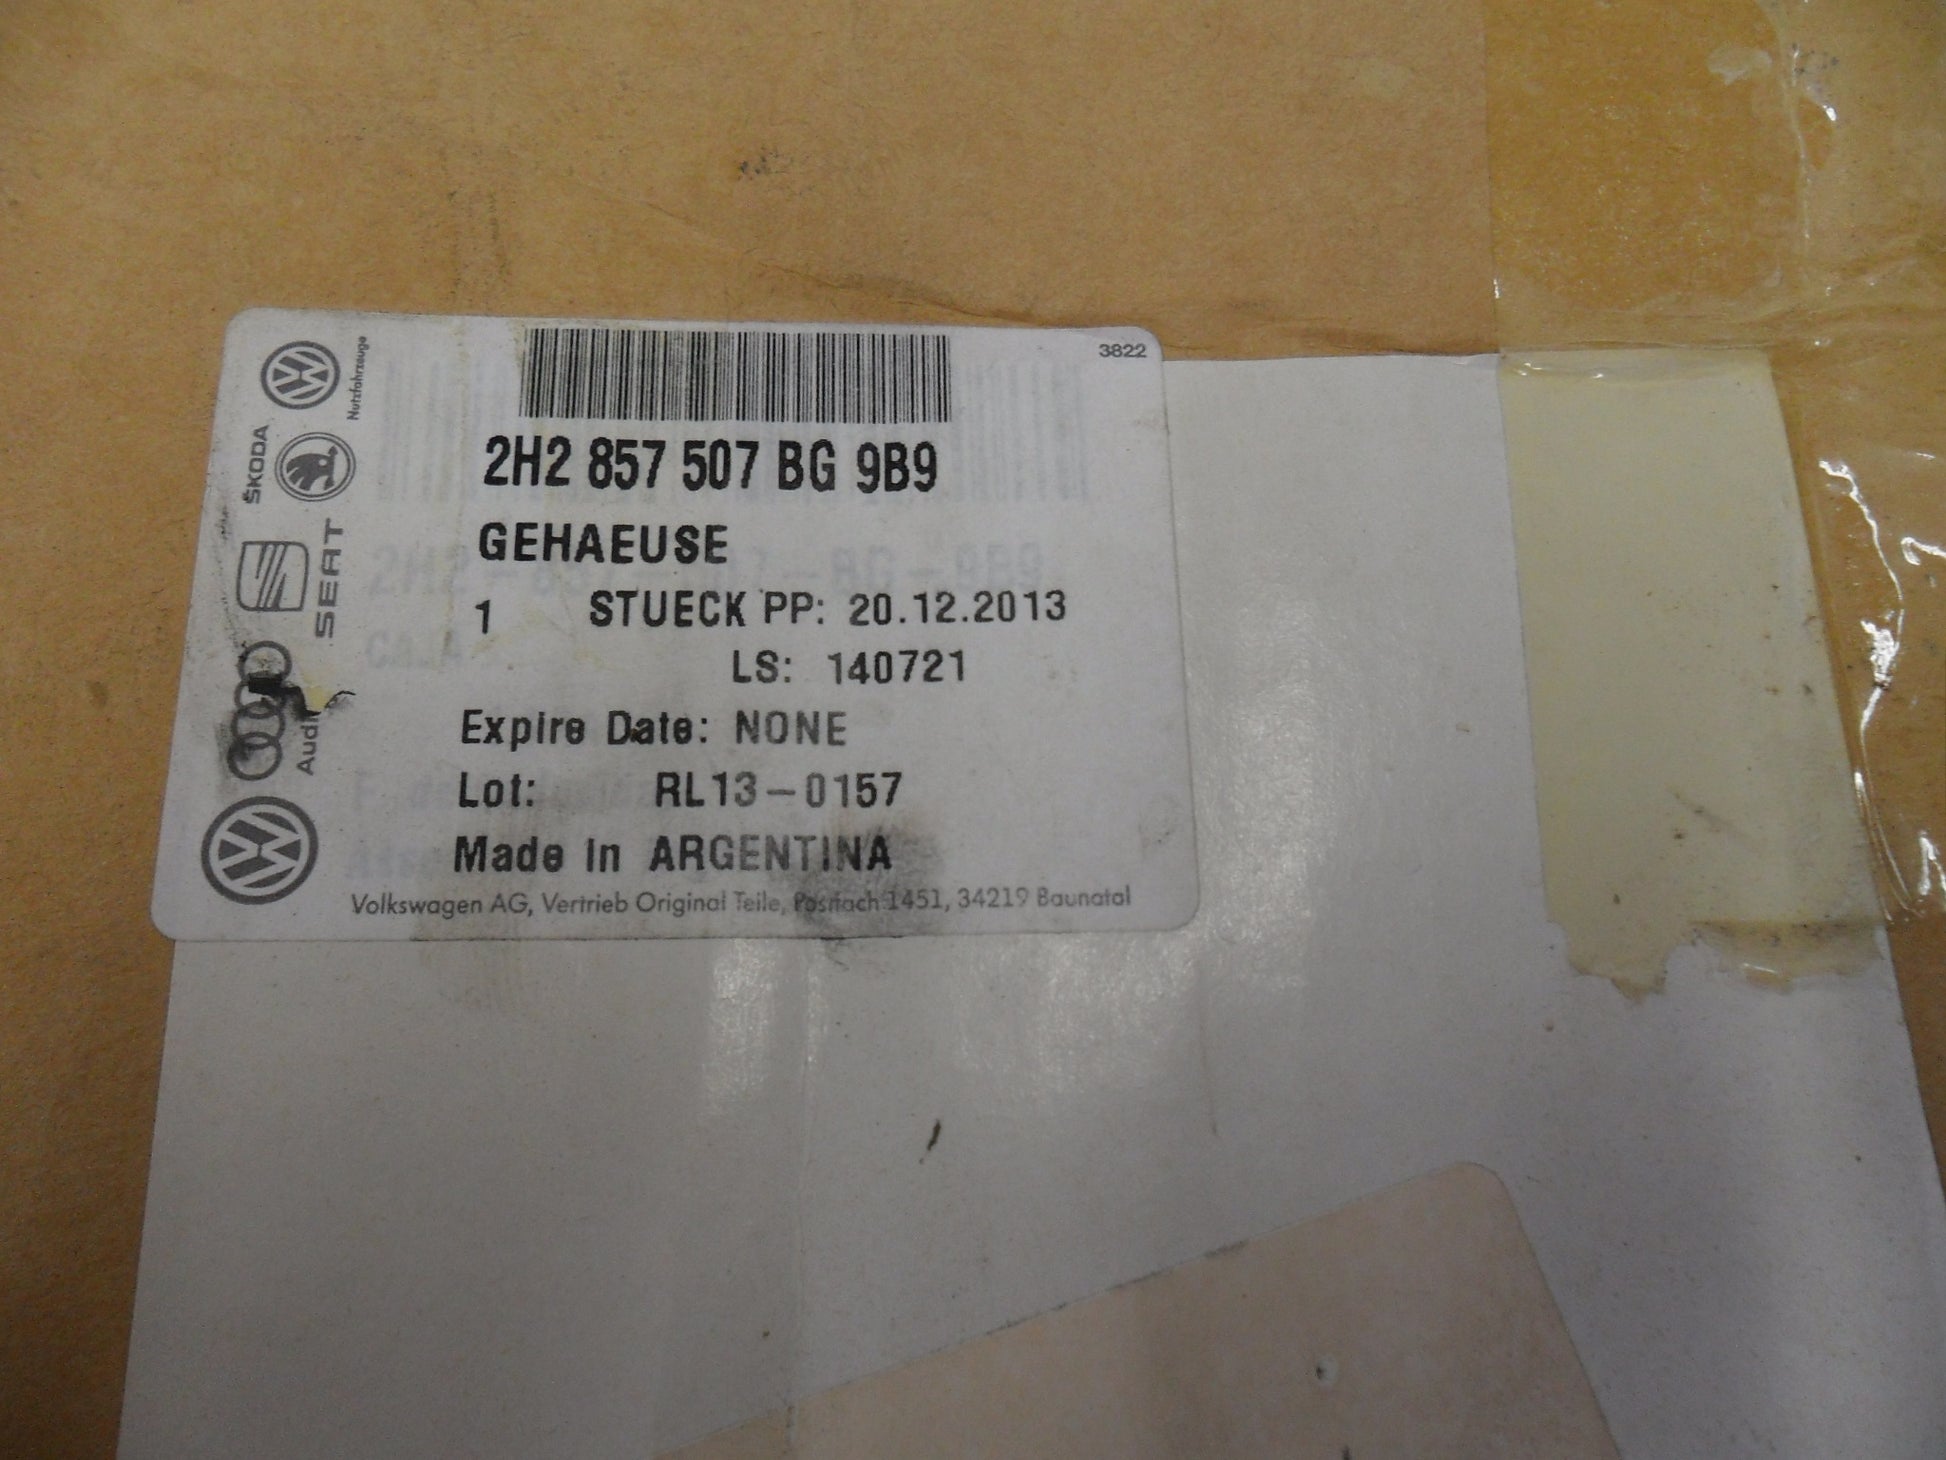 3822
Nutzfahrzeuge
ŠKODA
SEAT
Audi
2H2 857 507 BG 9B9
GEHAEUSE
1 STUECK PP: 20.12.2013
LS: 140721
Expire Date: NONE
Lot: RL13-0157
Made in ARGENTINA
Volkswagen AG, Vertrieb Original Teile, Postfach 1451, 34219 Baunatal